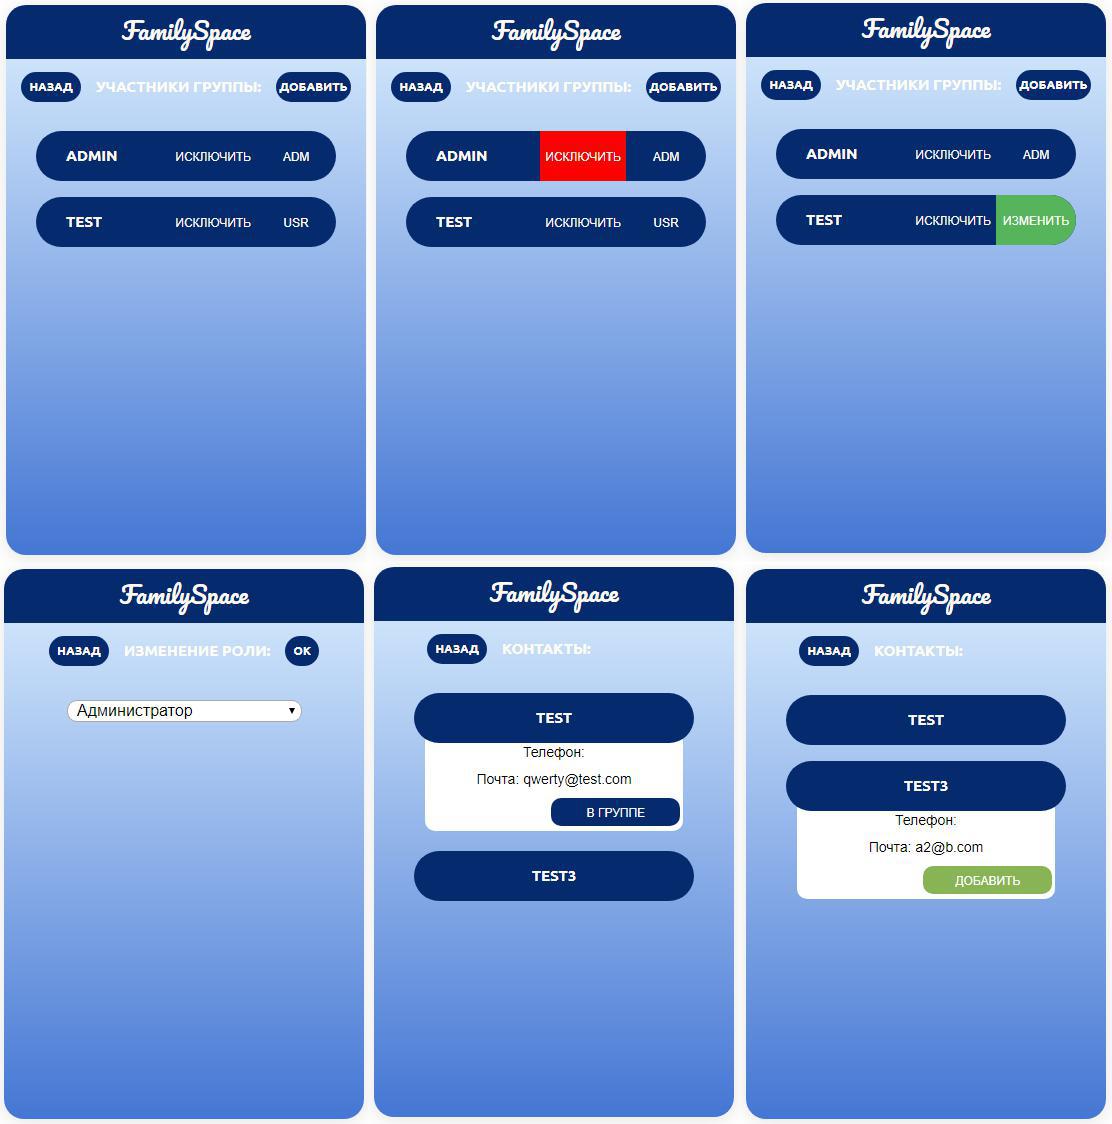 FamilySpace
НАЗАД УЧАСТНИКИ ГРУППЫ: ДОБАВИТЬ
ADMIN ИСКЛЮЧИТЬ ADM
TEST ИСКЛЮЧИТЬ USR
FamilySpace
НАЗАД УЧАСТНИКИ ГРУППЫ: ДОБАВИТЬ
ADMIN ИСКЛЮЧИТЬ ADM
TEST ИСКЛЮЧИТЬ USR
FamilySpace
НАЗАД УЧАСТНИКИ ГРУППЫ: ДОБАВИТЬ
ADMIN ИСКЛЮЧИТЬ ADM
TEST ИСКЛЮЧИТЬ ИЗМЕНИТЬ
FamilySpace
НАЗАД ИЗМЕНЕНИЕ РОЛИ: ОК
Администратор
FamilySpace
НАЗАД КОНТАКТЫ:
TEST
Телефон:
Почта: qwerty@test.com
В ГРУППЕ
TEST3
FamilySpace
НАЗАД КОНТАКТЫ:
TEST
TEST3
Телефон:
Почта: a2@b.com
ДОБАВИТЬ